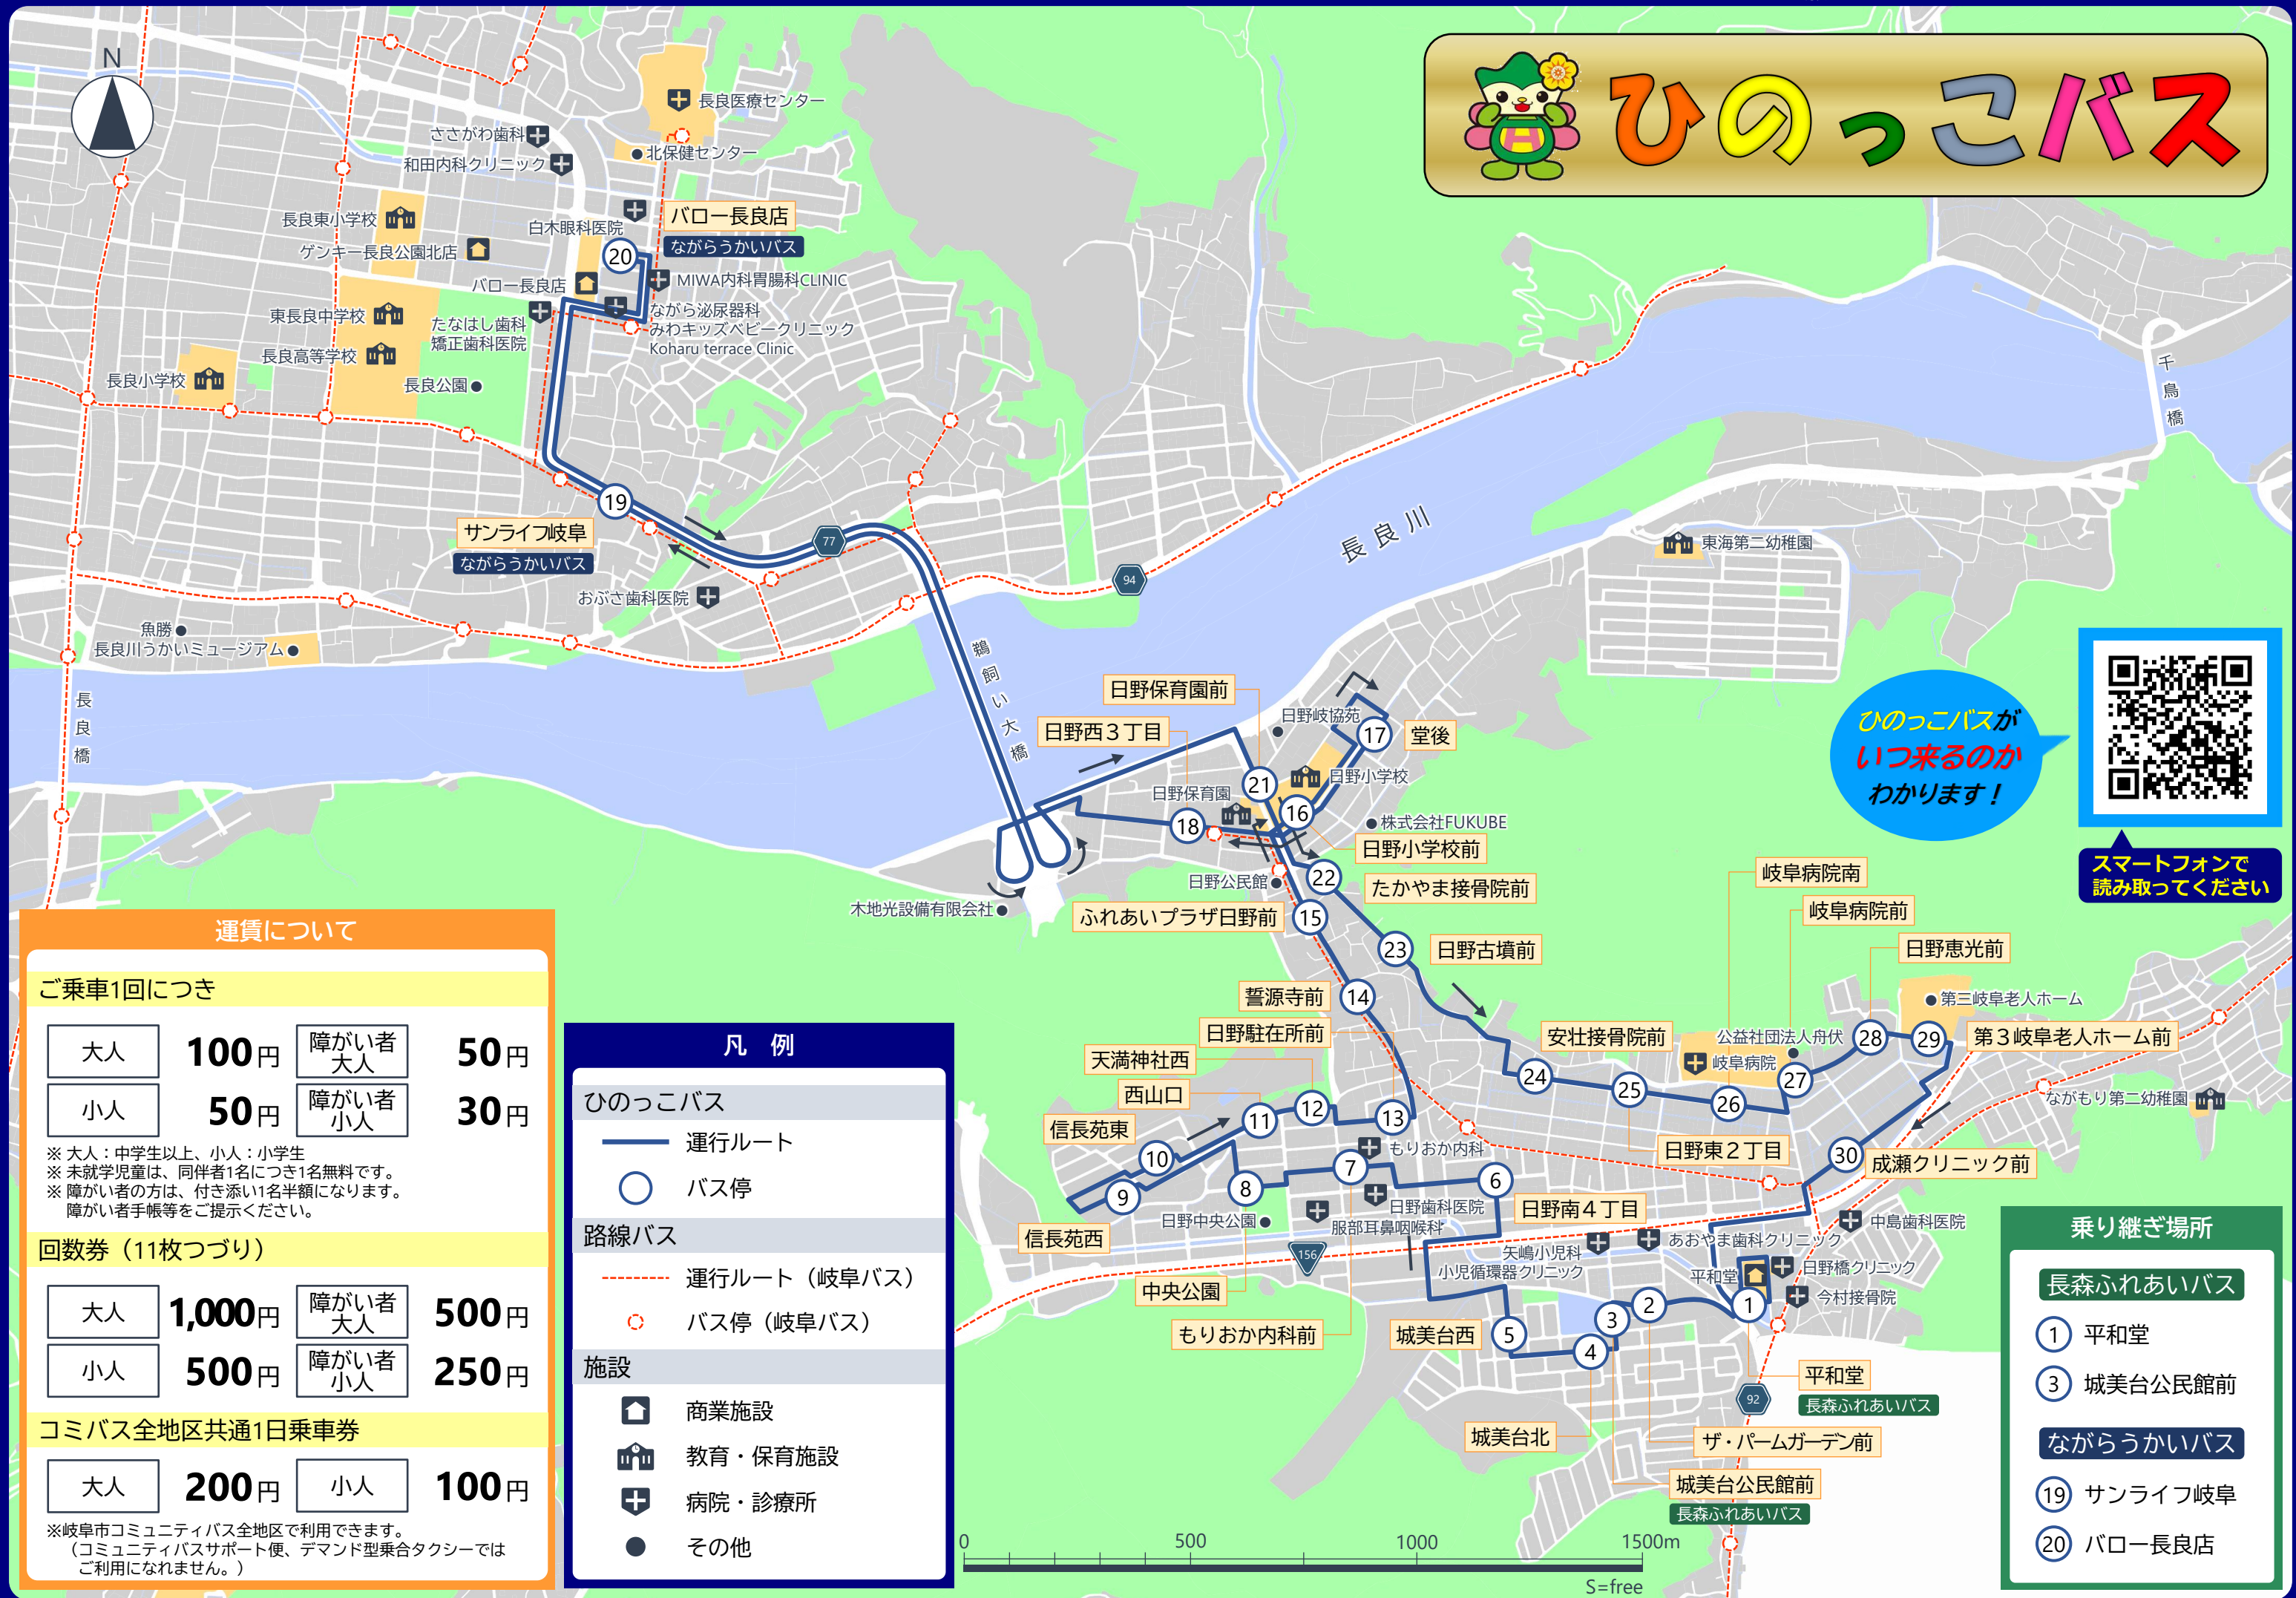 ひのっこバス
N
長良医療センター
ささがわ歯科
北保健センター
和田内科クリニック
長良東小学校
白木眼科医院
バロー長良店
ながらうかいバス
ゲンキー長良公園北店
20
バロー長良店
MIWA内科胃腸科CLINIC
東長良中学校
たなはし歯科
矯正歯科医院
ながら泌尿器科
みわキッズベビークリニック
Koharu terrace Clinic
長良高等学校
長良小学校
長良公園
千鳥橋
19
サンライフ岐阜
ながらうかいバス
77
94
長良川
東海第二幼稚園
おぶさ歯科医院
魚勝
長良川うかいミュージアム
長良橋
鵜飼い大橋
日野保育園前
日野西3丁目
日野岐協苑
17
堂後
21
日野小学校
日野保育園
16
18
株式会社FUKUBE
日野小学校前
日野公民館
22
たかやま接骨院前
木地光設備有限会社
ふれあいプラザ日野前
15
23
日野古墳前
ひのっこバスが
いつ来るのか
わかります!
スマートフォンで
読み取ってください
岐阜病院南
岐阜病院前
日野恵光前
誓源寺前
14
第三岐阜老人ホーム
日野駐在所前
安壮接骨院前
公益社団法人舟伏
28
29
第3岐阜老人ホーム前
天満神社西
岐阜病院
24
25
26
27
西山口
ながもり第二幼稚園
信長苑東
11
12
13
もりおか内科
日野東2丁目
30
成瀬クリニック前
10
9
8
7
6
日野歯科医院
日野南4丁目
日野中央公園
服部耳鼻咽喉科
中島歯科医院
信長苑西
156
矢嶋小児科
小児循環器クリニック
あおやま歯科クリニック
平和堂
日野橋クリニック
今村接骨院
中央公園
もりおか内科前
城美台西
5
4
3
2
1
平和堂
長森ふれあいバス
92
城美台北
ザ・パームガーデン前
城美台公民館前
長森ふれあいバス
0 500 1000 1500m
S=free
運賃について
ご乗車1回につき
大人 100円 障がい者大人 50円
小人 50円 障がい者小人 30円
※ 大人:中学生以上、小人:小学生
※ 未就学児童は、同伴者1名につき1名無料です。
※ 障がい者の方は、付き添い1名半額になります。
障がい者手帳等をご提示ください。
回数券(11枚つづり)
大人 1,000円 障がい者大人 500円
小人 500円 障がい者小人 250円
コミバス全地区共通1日乗車券
大人 200円 小人 100円
※岐阜市コミュニティバス全地区で利用できます。
(コミュニティバスサポート便、デマンド型乗合タクシーでは
ご利用になれません。)
凡 例
ひのっこバス
運行ルート
バス停
路線バス
運行ルート(岐阜バス)
バス停(岐阜バス)
施設
商業施設
教育・保育施設
病院・診療所
その他
乗り継ぎ場所
長森ふれあいバス
1 平和堂
3 城美台公民館前
ながらうかいバス
19 サンライフ岐阜
20 バロー長良店